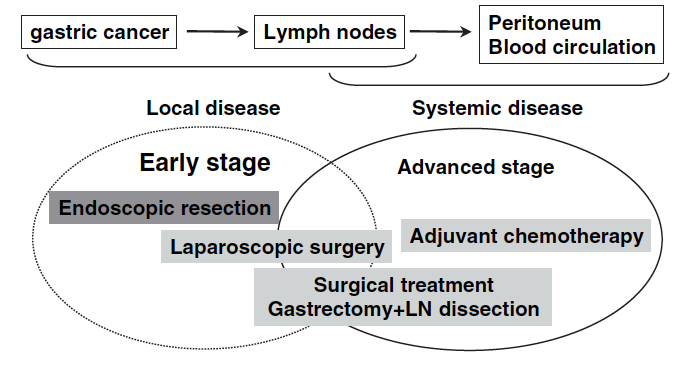 gastric cancer
Lymph nodes
Peritoneum
Blood circulation
Local disease
Systemic disease
Early stage
Advanced stage
Endoscopic resection
Laparoscopic surgery
Adjuvant chemotherapy
Surgical treatment
Gastrectomy+LN dissection